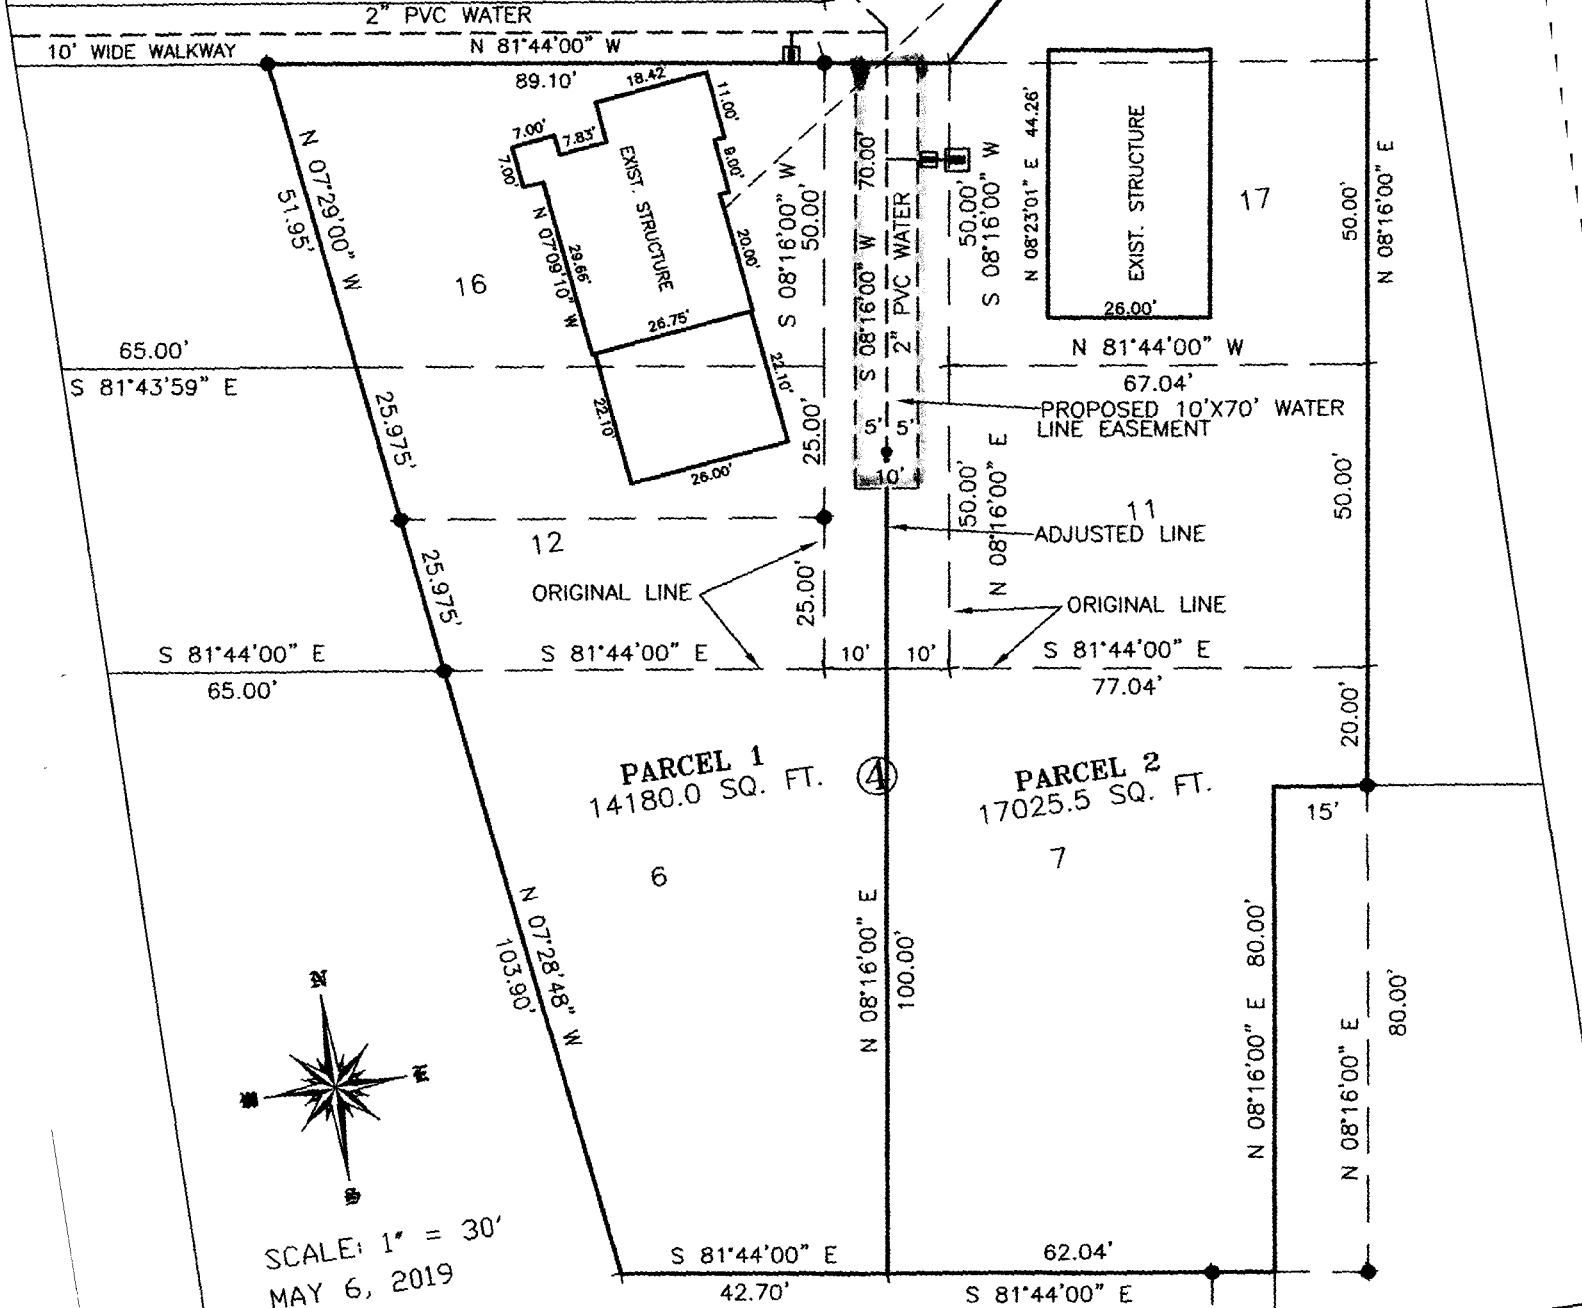 2" PVC WATER
10' WIDE WALKWAY
N 81°44'00" W
89.10'
N 07°29'00" W
51.95'
18.42'
11.00'
7.00'
7.83'
7.00'
9.00'
EXIST. STRUCTURE
N 07°09'10" W
29.66'
20.00'
26.75'
22.10'
22.10'
26.00'
16
S 08°16'00" W
50.00'
S 08°16'00" W 70.00'
2" PVC WATER
50.00'
S 08°16'00" W
N 08°23'01" E 44.26'
EXIST. STRUCTURE
26.00'
17
50.00'
N 08°16'00" E
65.00'
S 81°43'59" E
N 81°44'00" W
67.04'
25.975'
25.00'
5' 5'
10'
PROPOSED 10'X70' WATER
LINE EASEMENT
50.00'
N 08°16'00" E
11
50.00'
ADJUSTED LINE
12
ORIGINAL LINE
25.975'
25.00'
ORIGINAL LINE
S 81°44'00" E
65.00'
S 81°44'00" E
10' 10'
S 81°44'00" E
77.04'
20.00'
PARCEL 1
14180.0 SQ. FT.
4
PARCEL 2
17025.5 SQ. FT.
15'
6
7
N 07°28'48" W
103.90'
N 08°16'00" E
100.00'
N 08°16'00" E 80.00'
N 08°16'00" E
80.00'
N
E
W
S
SCALE: 1" = 30'
MAY 6, 2019
S 81°44'00" E
42.70'
62.04'
S 81°44'00" E